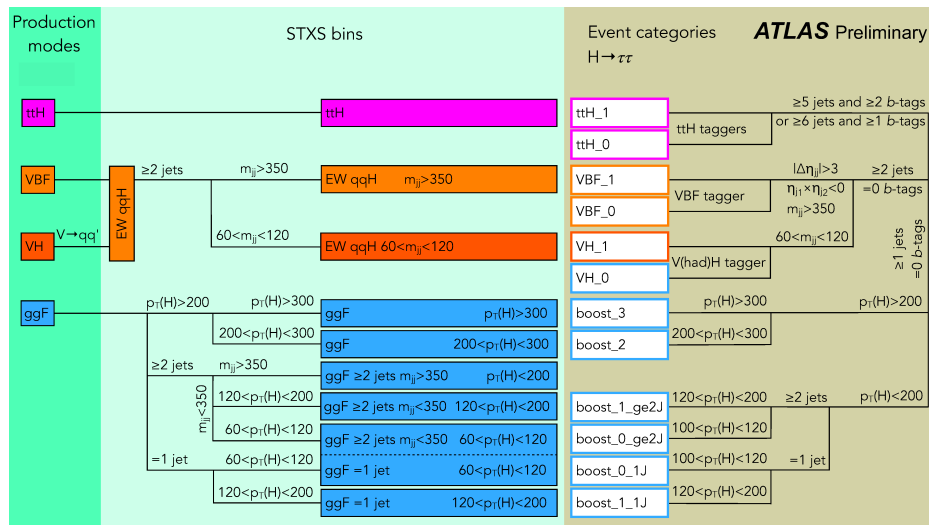 Production
modes
STXS bins
Event categories
H→ττ
ATLAS Preliminary
ttH
ttH
ttH_1
≥5 jets and ≥2 b-tags
ttH taggers
or ≥6 jets and ≥1 b-tags
ttH_0
VBF
≥2 jets
mjj>350
EW qqH mjj>350
VBF_1
|Δηjj|>3
≥2 jets
VBF tagger
ηj1×ηj2<0
=0 b-tags
VBF_0
mjj>350
EW qqH
V→qq'
VH
60<mjj<120
EW qqH 60<mjj<120
VH_1
60<mjj<120
V(had)H tagger
VH_0
≥1 jets
=0 b-tags
ggF
pT(H)>200
pT(H)>300
ggF pT(H)>300
boost_3
pT(H)>300
pT(H)>200
200<pT(H)<300
ggF 200<pT(H)<300
boost_2
200<pT(H)<300
≥2 jets
mjj>350
ggF ≥2 jets mjj>350 pT(H)<200
mjj<350
120<pT(H)<200
ggF ≥2 jets mjj<350 120<pT(H)<200
boost_1_ge2J
120<pT(H)<200
≥2 jets
pT(H)<200
60<pT(H)<120
ggF ≥2 jets mjj<350 60<pT(H)<120
boost_0_ge2J
100<pT(H)<120
=1 jet
60<pT(H)<120
ggF =1 jet 60<pT(H)<120
boost_0_1J
100<pT(H)<120
=1 jet
120<pT(H)<200
ggF =1 jet 120<pT(H)<200
boost_1_1J
120<pT(H)<200